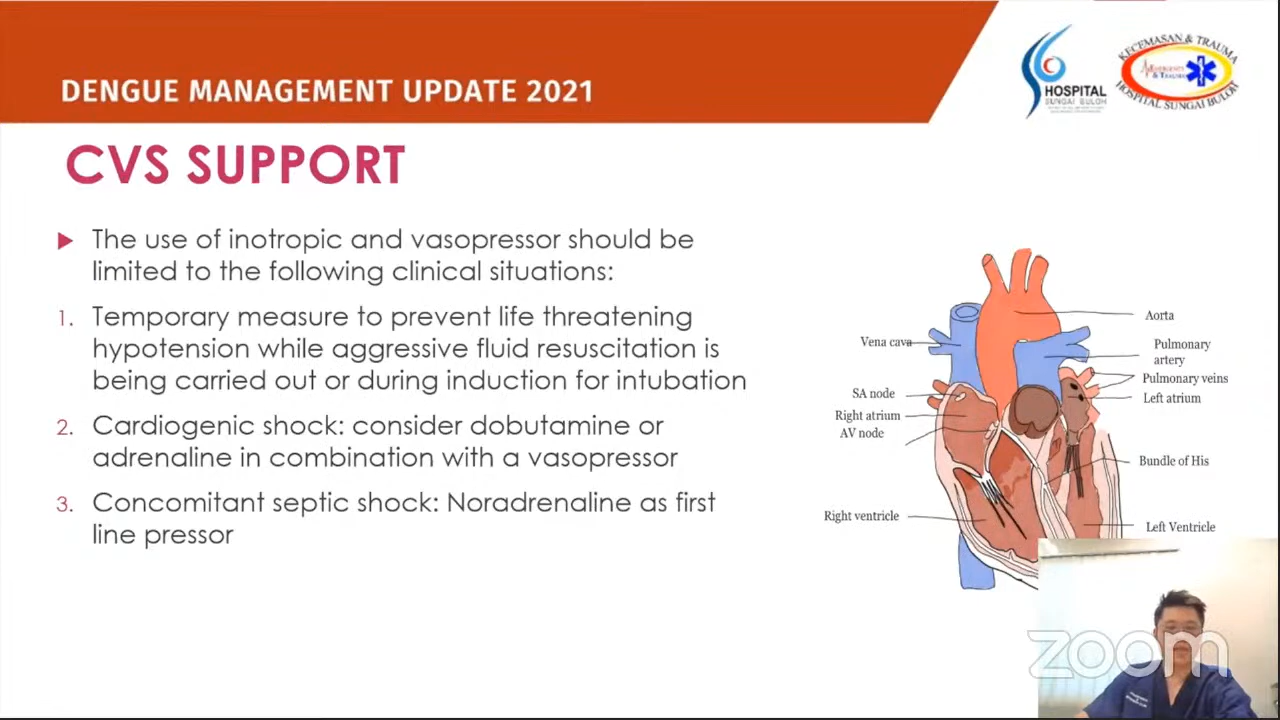 DENGUE MANAGEMENT UPDATE 2021
HOSPITAL
SUNGAI BULOH
KECEMASAN & TRAUMA
EMERGENCY
& TRAUMA
HOSPITAL SUNGAI BULOH
CVS SUPPORT
The use of inotropic and vasopressor should be
limited to the following clinical situations:
1. Temporary measure to prevent life threatening
hypotension while aggressive fluid resuscitation is
being carried out or during induction for intubation
2. Cardiogenic shock: consider dobutamine or
adrenaline in combination with a vasopressor
3. Concomitant septic shock: Noradrenaline as first
line pressor
Aorta
Vena cava
Pulmonary
artery
Pulmonary veins
SA node
Left atrium
Right atrium
AV node
Bundle of His
Right ventricle
Left Ventricle
zoom